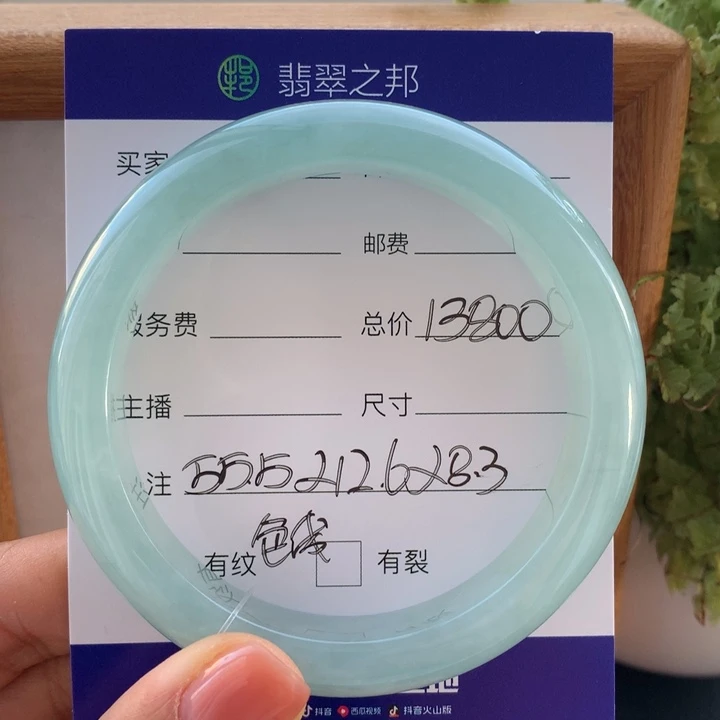 翡翠之邦
买家
邮费
服务费 总价 13800
主播 尺寸
注 55.5 212.6 28.3
有纹 色线 有裂
抖音 西瓜视频 抖音火山版